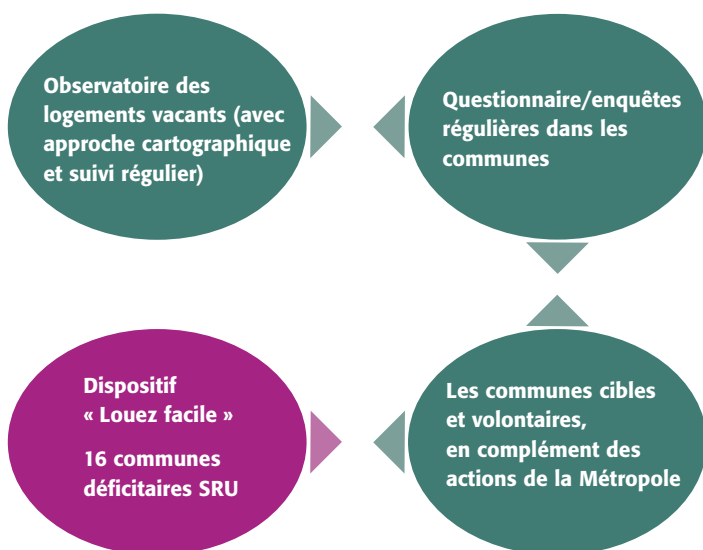 Observatoire des
logements vacants (avec
approche cartographique
et suivi régulier)
Questionnaire/enquêtes
régulières dans les
communes
Dispositif
« Louez facile »
16 communes
déficitaires SRU
Les communes cibles
et volontaires,
en complément des
actions de la Métropole